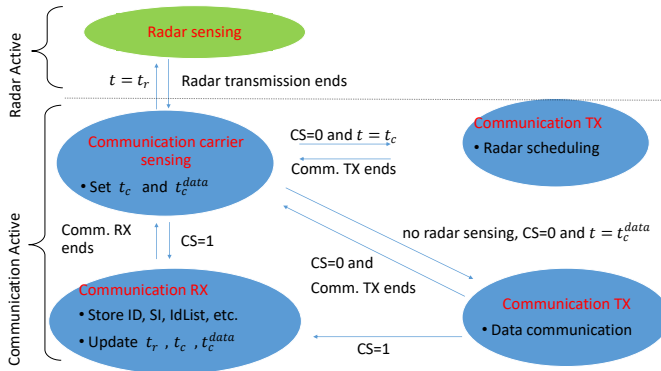 Radar Active
Radar sensing
t = t_r
Radar transmission ends
Communication Active
Communication carrier
sensing
• Set t_c and t_c^{data}
CS=0 and t = t_c
Comm. TX ends
Communication TX
• Radar scheduling
Comm. RX
ends
CS=1
no radar sensing, CS=0 and t = t_c^{data}
CS=0 and
Comm. TX ends
Communication RX
• Store ID, SI, IdList, etc.
• Update t_r , t_c , t_c^{data}
CS=1
Communication TX
• Data communication